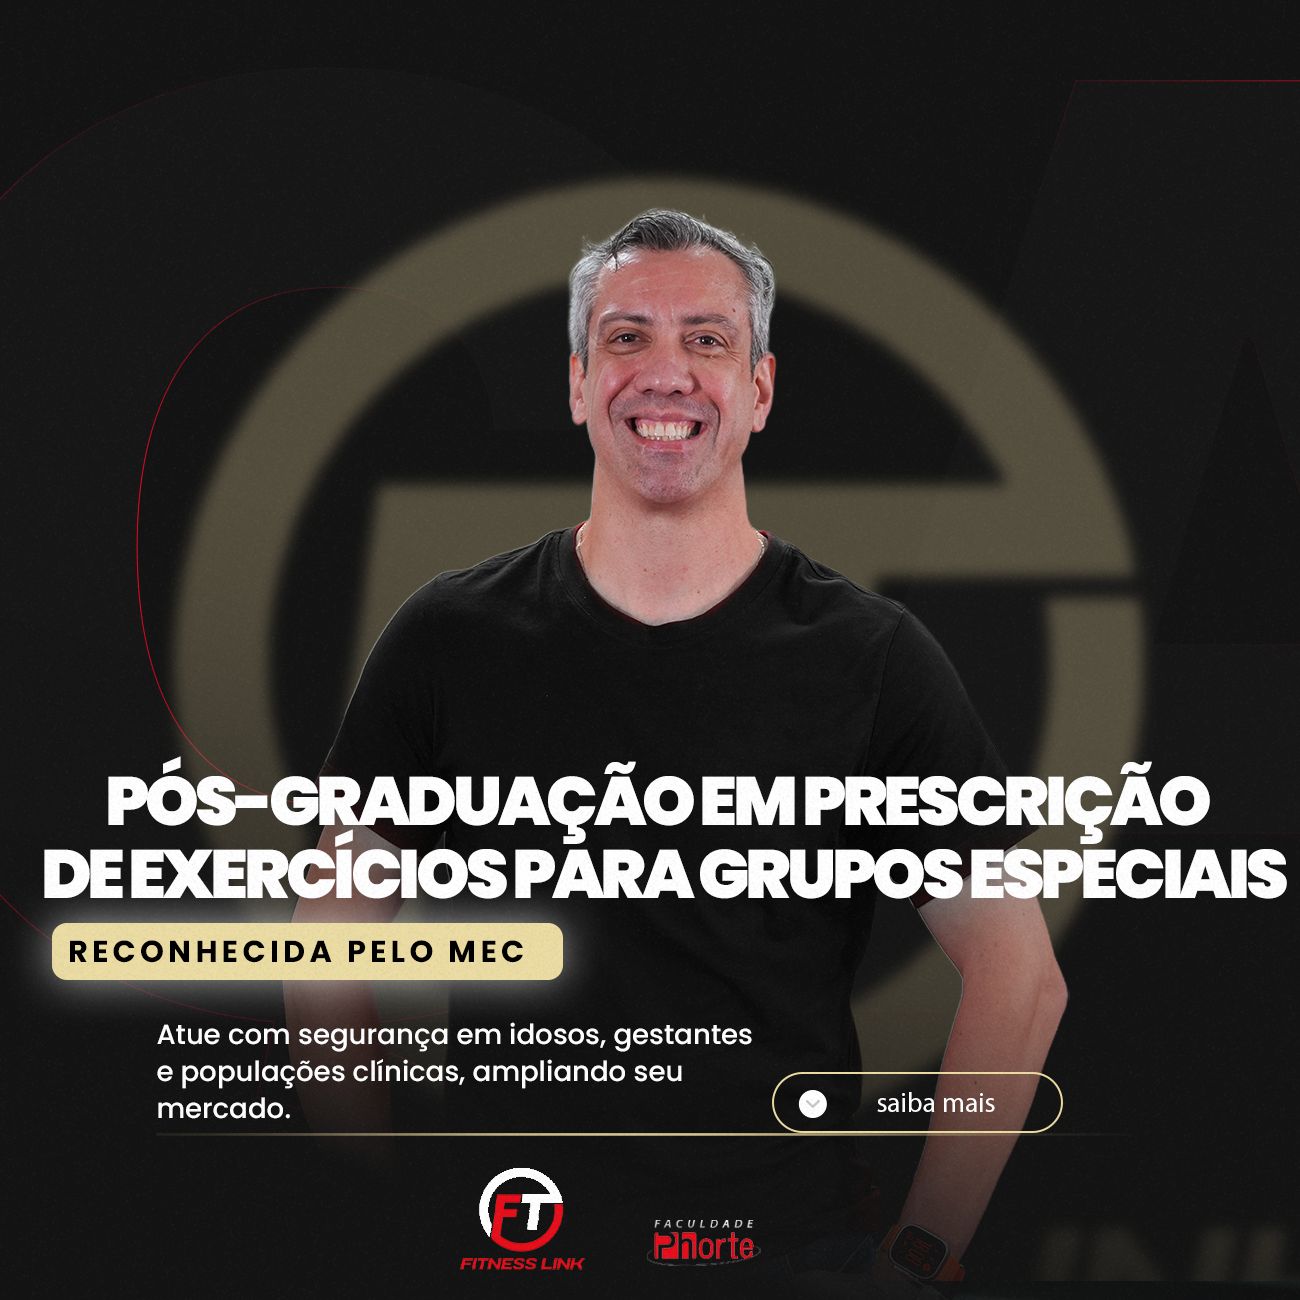 PÓS-GRADUAÇÃO EM PRESCRIÇÃO
DE EXERCÍCIOS PARA GRUPOS ESPECIAIS
RECONHECIDA PELO MEC
Atue com segurança em idosos, gestantes
e populações clínicas, ampliando seu
mercado.
saiba mais
FT
FITNESS LINK
FACULDADE
Phorte